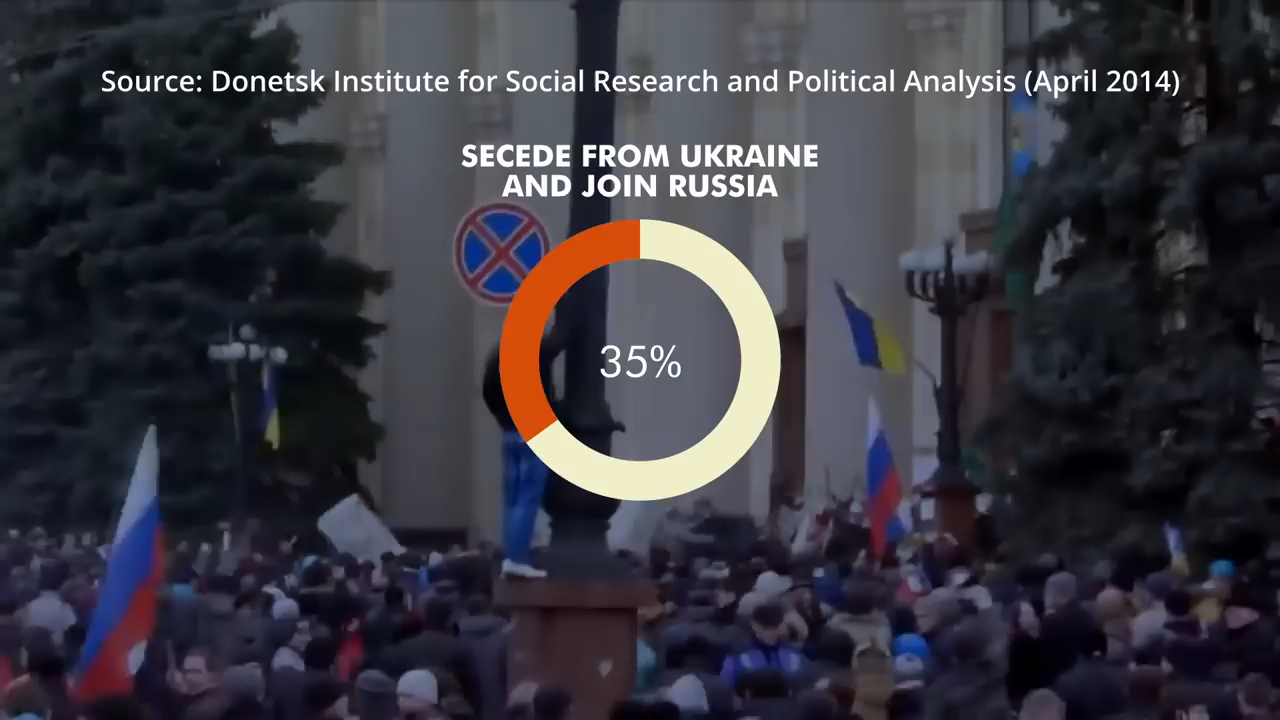 Source: Donetsk Institute for Social Research and Political Analysis (April 2014)
SECEDE FROM UKRAINE
AND JOIN RUSSIA
35%